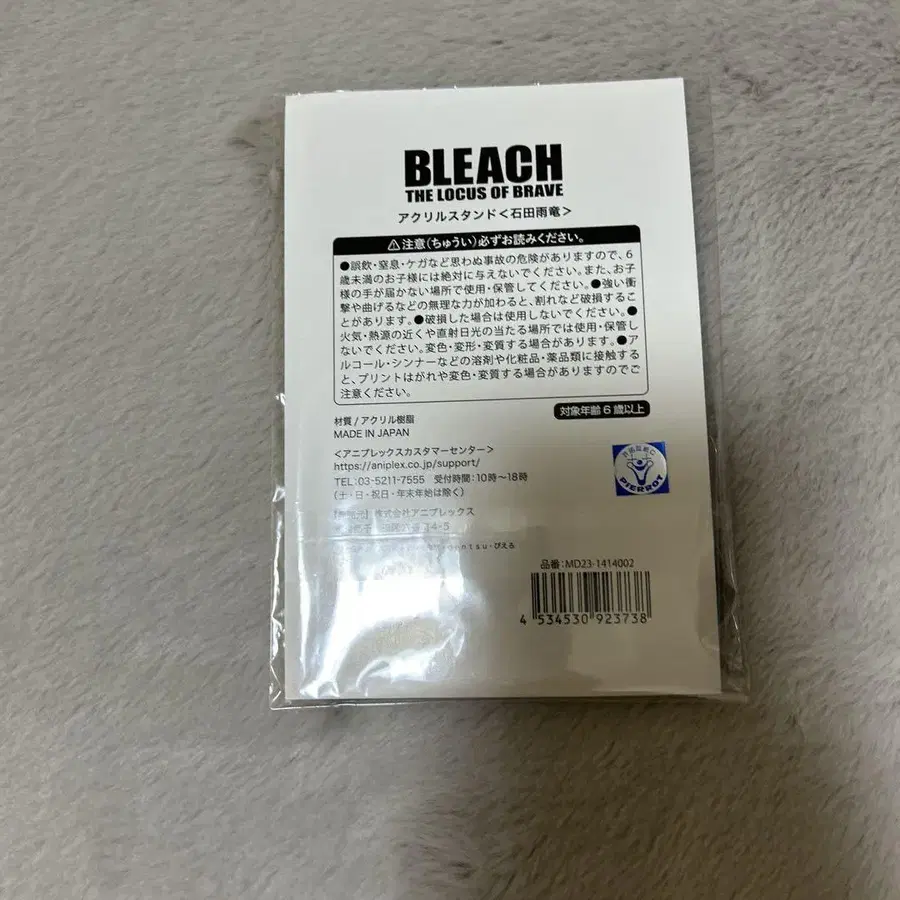 BLEACH
THE LOCUS OF BRAVE
アクリルスタンド<石田雨竜>
⚠注意(ちゅうい)必ずお読みください。
●誤飲・窒息・ケガなど思わぬ事故の危険がありますので、6
歳未満のお子様には絶対に与えないでください。また、お子
様の手が届かない場所で使用・保管してください。●強い衝
撃や曲げるなどの無理な力が加わると、割れなど破損するこ
とがあります。●破損した場合は使用しないでください。●
火気・熱源の近くや直射日光の当たる場所では使用・保管し
ないでください。変色・変形・変質する場合があります。●ア
ルコール・シンナーなどの溶剤や化粧品・薬品類に接触する
と、プリントはがれや変色・変質する場合がありますのでご
注意ください。
対象年齢 6 歳以上
材質 / アクリル樹脂
MADE IN JAPAN
<アニプレックスカスタマーセンター>
https://aniplex.co.jp/support/
TEL:03-5211-7555 受付時間:10時～18時
(土・日・祝日・年末年始は除く)
株式会社アニプレックス
4-5
ぴえろ
PIERROT
品番:MD23-1414002
4 534530 923738